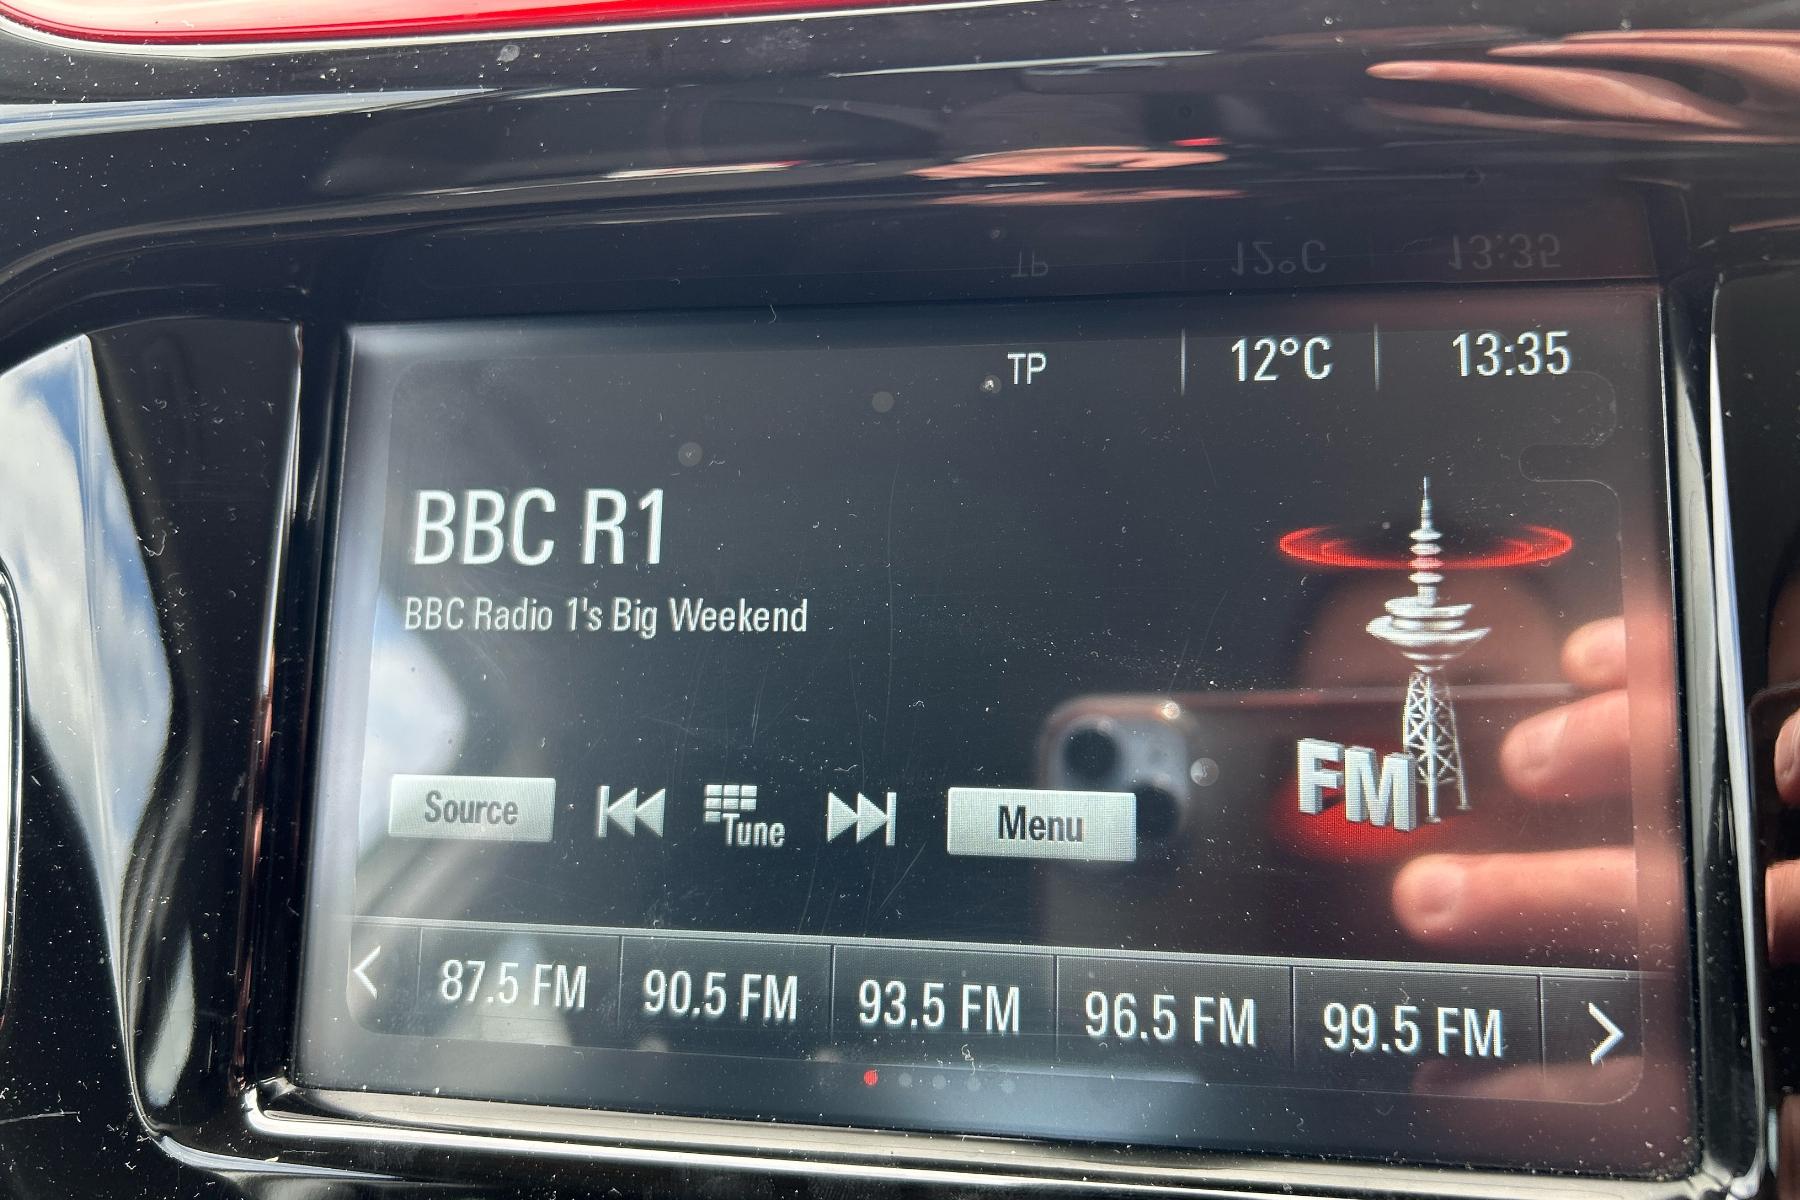 TP 12°C 13:35
BBC R1
BBC Radio 1's Big Weekend
FM
Source Tune Menu
87.5 FM 90.5 FM 93.5 FM 96.5 FM 99.5 FM